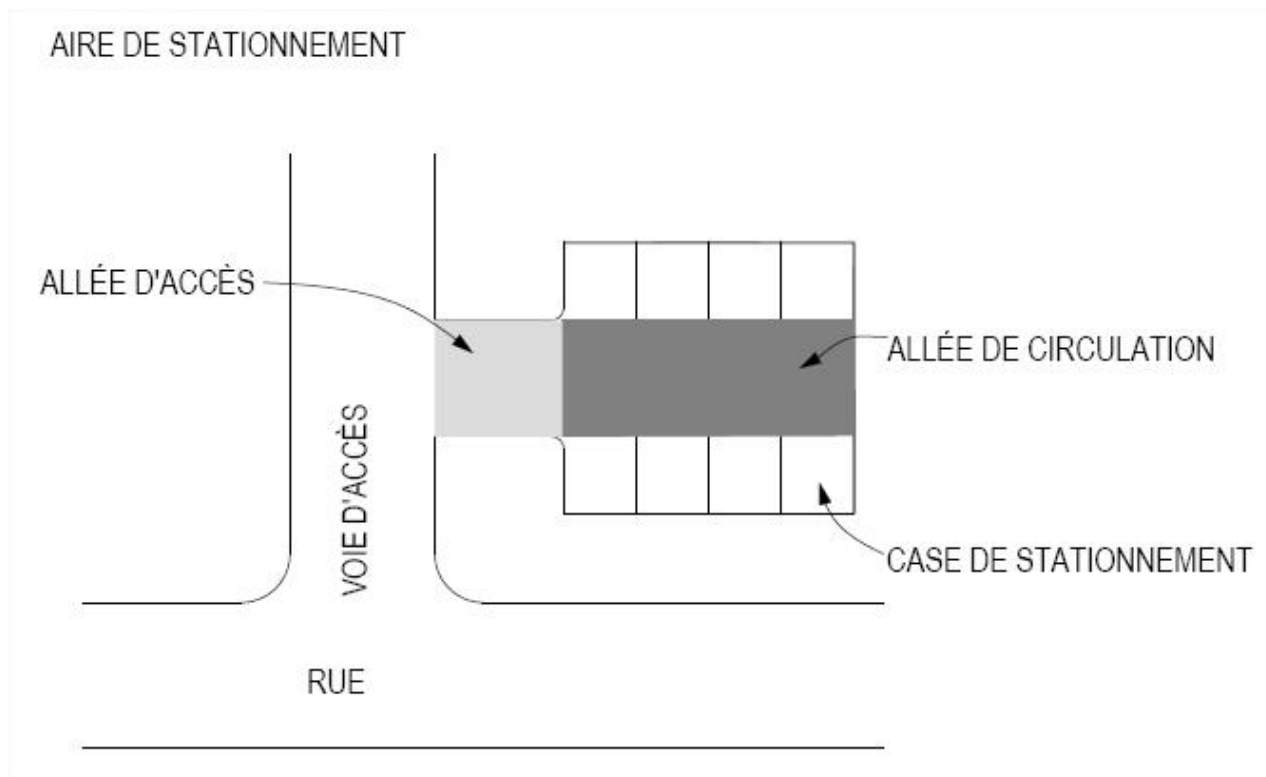 AIRE DE STATIONNEMENT
ALLÉE D'ACCÈS
ALLÉE DE CIRCULATION
VOIE D'ACCÈS
CASE DE STATIONNEMENT
RUE